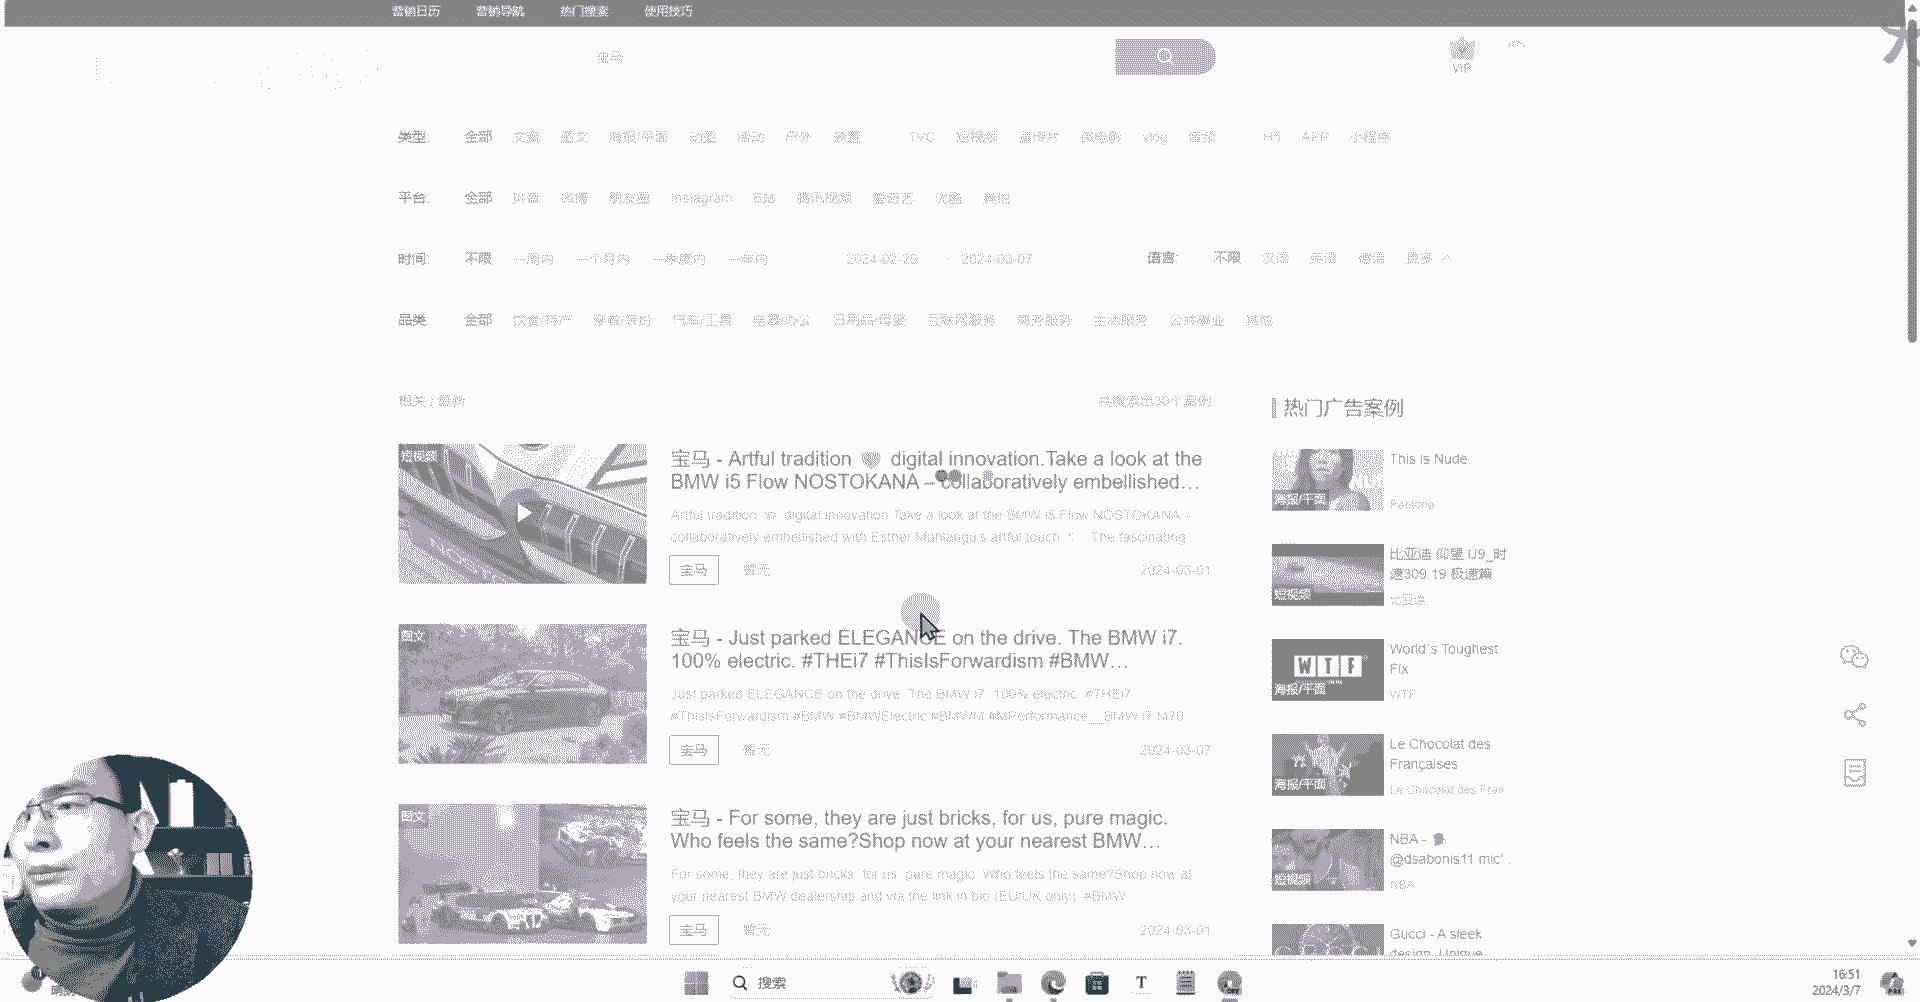 营销日历 营销导航 热门搜索 使用技巧
宝马
VIP
类型: 全部 文案 图文 海报/平面 动图 活动 户外 装置 TVC 短视频 宣传片 微电影 vlog 音频 H5 APP 小程序
平台: 全部 抖音 微博 朋友圈 Instagram B站 腾讯视频 爱奇艺 优酷 其他
时间: 不限 一周内 一个月内 一季度内 一年内 2024-02-29 - 2024-03-07 语言: 不限 汉语 英语 德语 更多
品类: 全部 饮食/特产 汽车/工具 电器/办公 日用品/母婴 互联网服务 商务服务 生活服务 公共事业 其他
相关 | 最新 共搜索出30个案例
短视频
NOSTO
宝马 - Artful tradition 🤍 digital innovation.Take a look at the
BMW i5 Flow NOSTOKANA – collaboratively embellished...
Artful tradition digital innovation.Take a look at the BMW i5 Flow NOSTOKANA –
collaboratively embellished with Esther Mahlangu's artful touch. The fascinating
宝马 暂无 2024-03-01
图文
宝马 - Just parked ELEGANCE on the drive. The BMW i7.
100% electric. #THEi7 #ThisIsForwardism #BMW...
Just parked ELEGANCE on the drive. The BMW i7. 100% electric. #THEi7
#ThisIsForwardism #BMW #BMWElectric #BMWM #MPerformance__BMW i7 M70
宝马 暂无 2024-03-07
图文
宝马 - For some, they are just bricks, for us, pure magic.
Who feels the same?Shop now at your nearest BMW...
For some, they are just bricks, for us, pure magic. Who feels the same?Shop now at
your nearest BMW dealership and via the link in bio (EU/UK only). #BMW
宝马 暂无 2024-03-01
热门广告案例
海报/平面
This is Nude.
Pantone
短视频
比亚迪 仰望 U9_时
速309.19 极速篇
比亚迪
WTF
海报/平面
World's Toughest
Fix
WTF
海报/平面
Le Chocolat des
Françaises
Le Chocolat des Fran
短视频
NBA - 🗣
@dsabonis11 mic'
NBA
Gucci - A sleek
design. Unique
搜索
T
16:51
2024/3/7